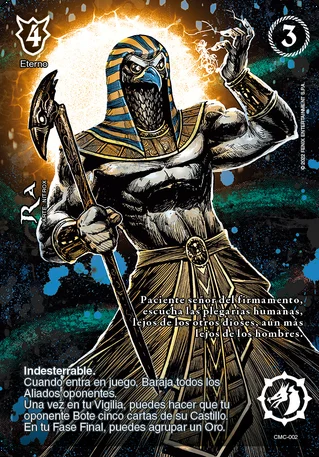 4
3
Eterno
© 2022 FENIX ENTERTAINMENT S.P.A
Ra
Paciente señor del firmamento,
escucha las plegarias humanas,
lejos de los otros dioses, aún más
lejos de los hombres.
Indesterrable.
Cuando entra en juego, Baraja todos los
Aliados oponentes.
Una vez en tu Vigilia, puedes hacer que tu
oponente Bote cinco cartas de su Castillo.
En tu Fase Final, puedes agrupar un Oro.
CMC-002